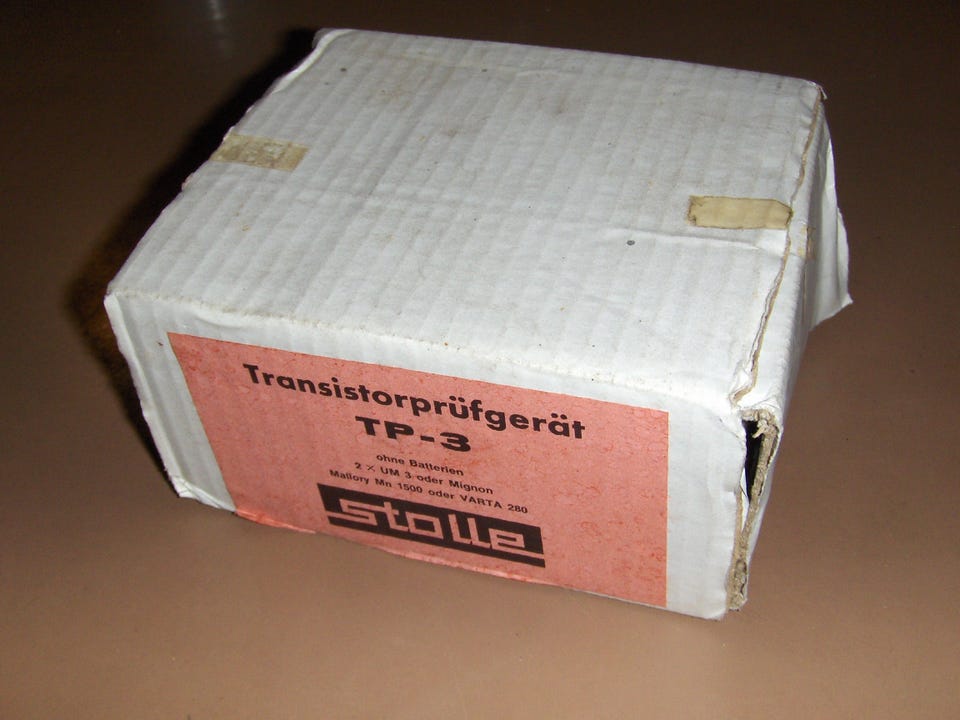 Transistorprüfgerät
TP-3
ohne Batterien
2 × UM 3 oder Mignon
Mallory Mn 1500 oder VARTA 280
stolle